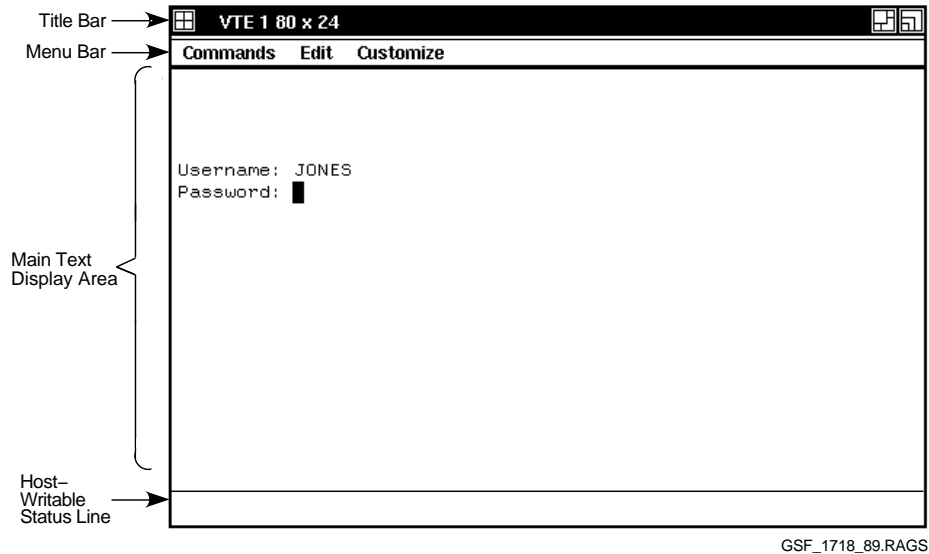 Title Bar
VTE 1 80 x 24
Menu Bar
Commands Edit Customize
Username: JONES
Password:
Main Text
Display Area
Host–
Writable
Status Line
GSF_1718_89.RAGS